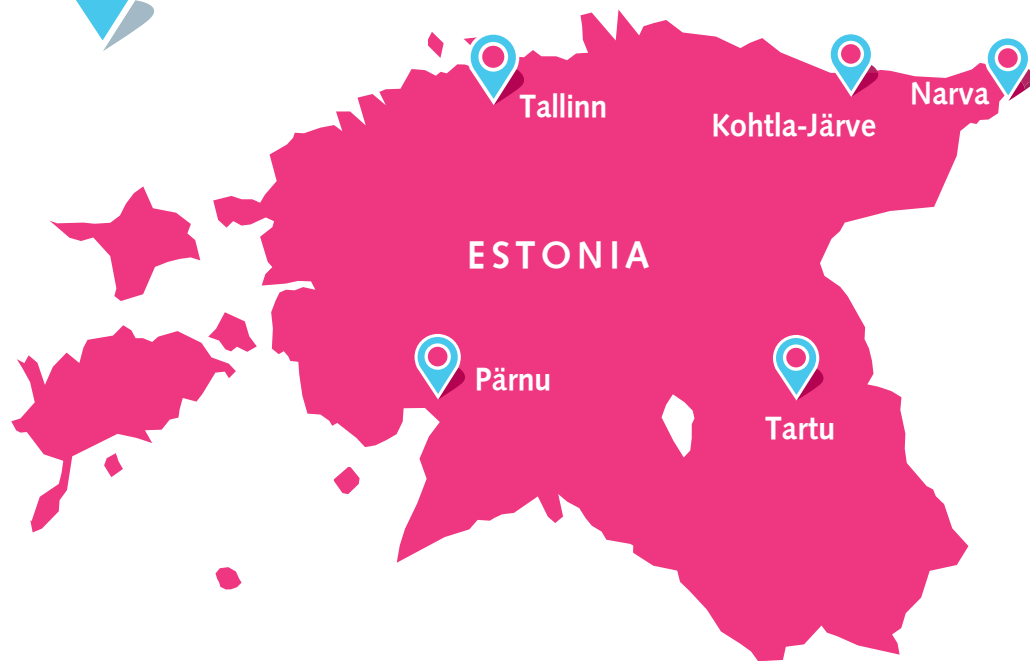 Narva
Tallinn
Kohtla-Järve
ESTONIA
Pärnu
Tartu